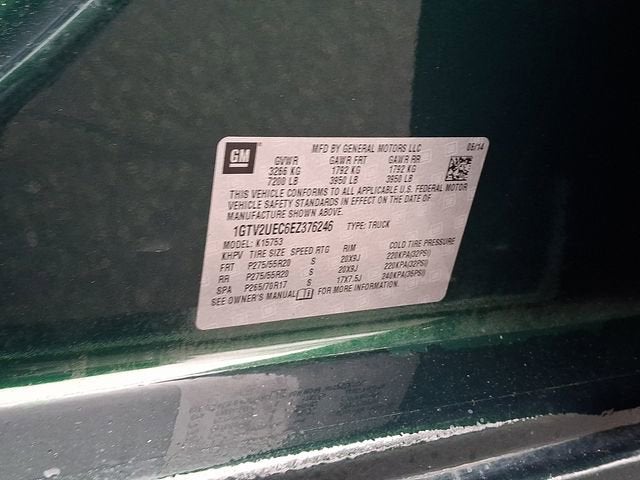 GM MFD BY GENERAL MOTORS LLC 05/14
GVWR GAWR FRT GAWR RR
3266 KG 1792 KG 1792 KG
7200 LB 3950 LB 3950 LB
THIS VEHICLE CONFORMS TO ALL APPLICABLE U.S. FEDERAL MOTOR
VEHICLE SAFETY STANDARDS IN EFFECT ON THE DATE OF
MANUFACTURE SHOWN ABOVE.
1GTV2UEC6EZ376246 TYPE: TRUCK
MODEL: K15753
KHPV TIRE SIZE SPEED RTG RIM COLD TIRE PRESSURE
FRT P275/55R20 S 20X9J 220KPA(32PSI)
RR P275/55R20 S 20X9J 220KPA(32PSI)
SPA P265/70R17 S 17X7.5J 240KPA(35PSI)
SEE OWNER'S MANUAL FOR MORE INFORMATION.